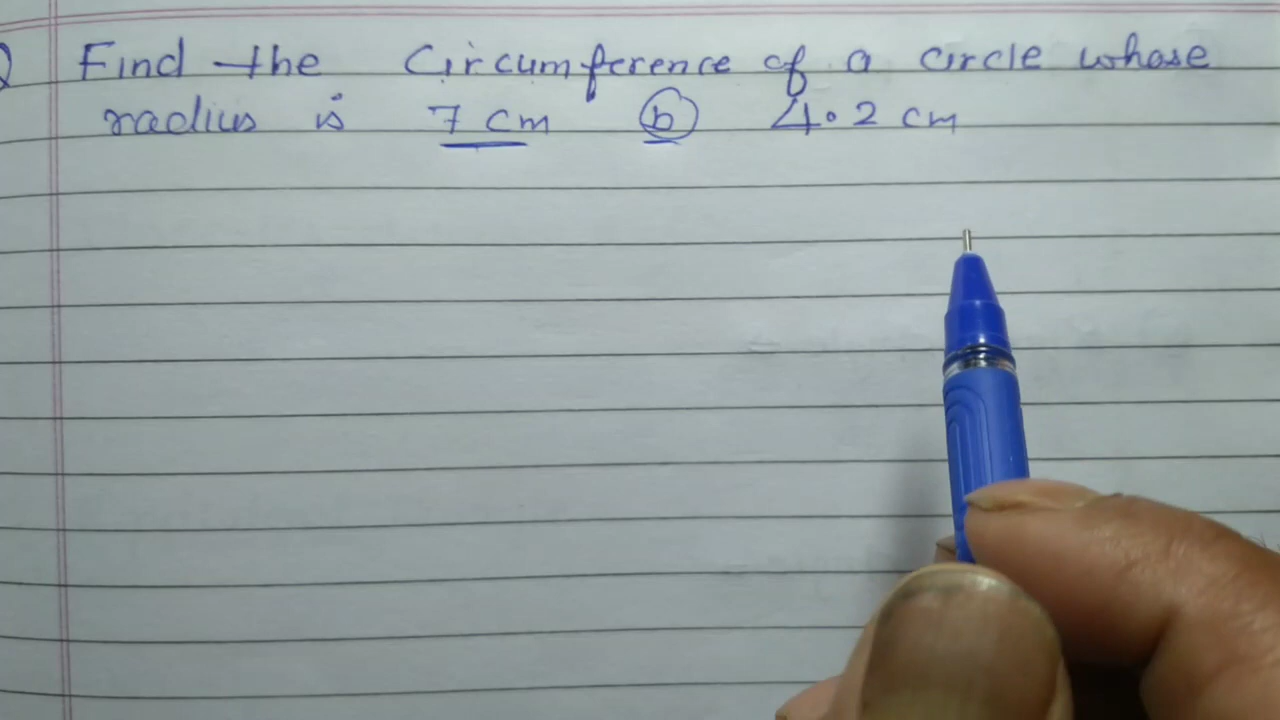 Q Find the Circumference of a circle whose
radius is 7 cm b 4.2 cm